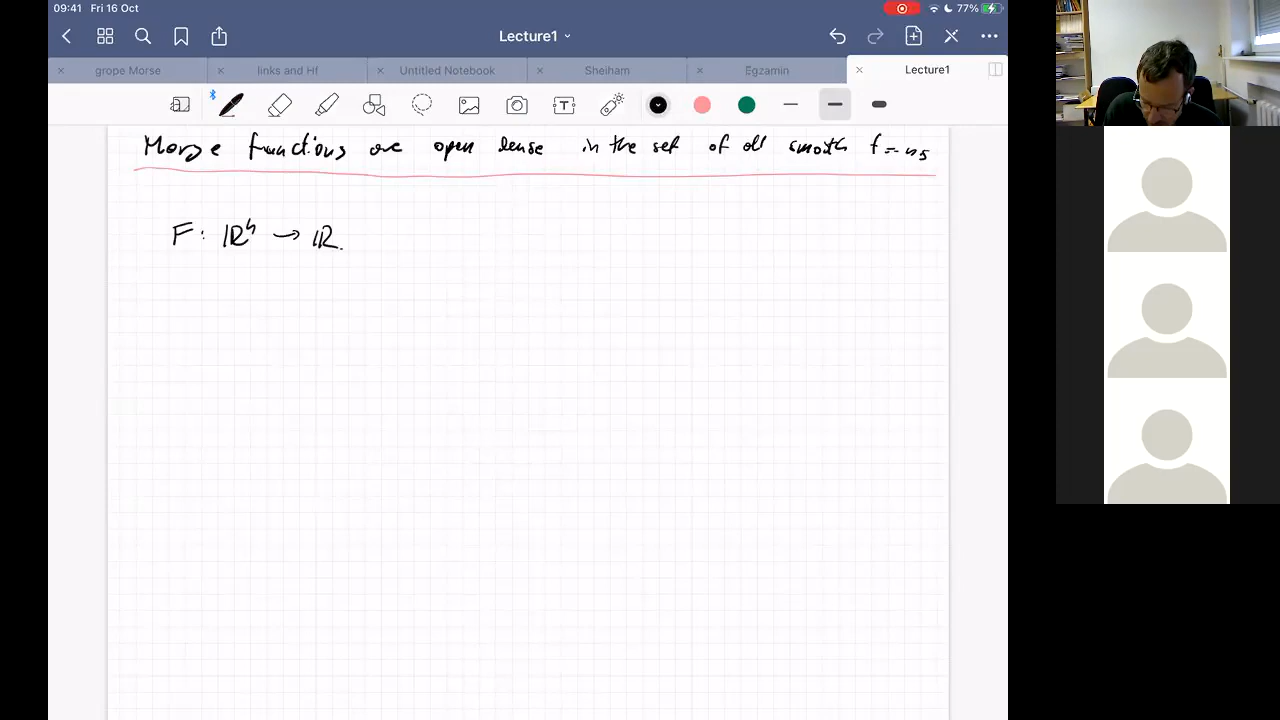 09:41 Fri 16 Oct
77%
Lecture1
grope Morse
links and Hf
Untitled Notebook
Sheiham
Egzamin
Lecture1
Morse functions are open dense in the set of all smooth f-ns
F: ℝⁿ → ℝ.